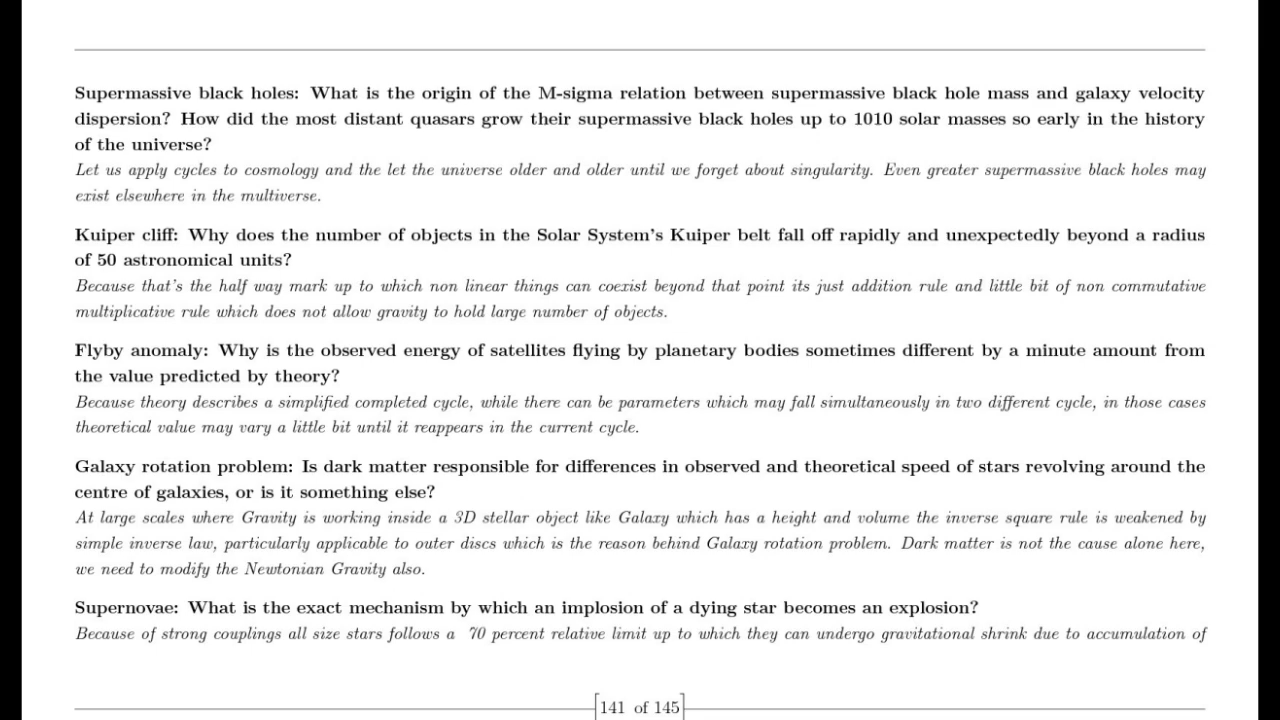 Supermassive black holes: What is the origin of the M-sigma relation between supermassive black hole mass and galaxy velocity
dispersion? How did the most distant quasars grow their supermassive black holes up to 1010 solar masses so early in the history
of the universe?
Let us apply cycles to cosmology and the let the universe older and older until we forget about singularity. Even greater supermassive black holes may
exist elsewhere in the multiverse.
Kuiper cliff: Why does the number of objects in the Solar System's Kuiper belt fall off rapidly and unexpectedly beyond a radius
of 50 astronomical units?
Because that's the half way mark up to which non linear things can coexist beyond that point its just addition rule and little bit of non commutative
multiplicative rule which does not allow gravity to hold large number of objects.
Flyby anomaly: Why is the observed energy of satellites flying by planetary bodies sometimes different by a minute amount from
the value predicted by theory?
Because theory describes a simplified completed cycle, while there can be parameters which may fall simultaneously in two different cycle, in those cases
theoretical value may vary a little bit until it reappears in the current cycle.
Galaxy rotation problem: Is dark matter responsible for differences in observed and theoretical speed of stars revolving around the
centre of galaxies, or is it something else?
At large scales where Gravity is working inside a 3D stellar object like Galaxy which has a height and volume the inverse square rule is weakened by
simple inverse law, particularly applicable to outer discs which is the reason behind Galaxy rotation problem. Dark matter is not the cause alone here,
we need to modify the Newtonian Gravity also.
Supernovae: What is the exact mechanism by which an implosion of a dying star becomes an explosion?
Because of strong couplings all size stars follows a 70 percent relative limit up to which they can undergo gravitational shrink due to accumulation of
141 of 145